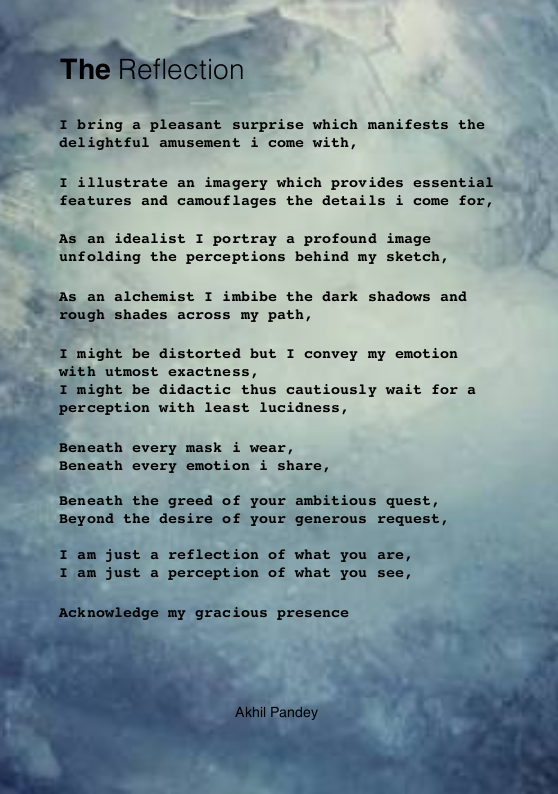 The Reflection
I bring a pleasant surprise which manifests the
delightful amusement i come with,
I illustrate an imagery which provides essential
features and camouflages the details i come for,
As an idealist I portray a profound image
unfolding the perceptions behind my sketch,
As an alchemist I imbibe the dark shadows and
rough shades across my path,
I might be distorted but I convey my emotion
with utmost exactness,
I might be didactic thus cautiously wait for a
perception with least lucidness,
Beneath every mask i wear,
Beneath every emotion i share,
Beneath the greed of your ambitious quest,
Beyond the desire of your generous request,
I am just a reflection of what you are,
I am just a perception of what you see,
Acknowledge my gracious presence
Akhil Pandey